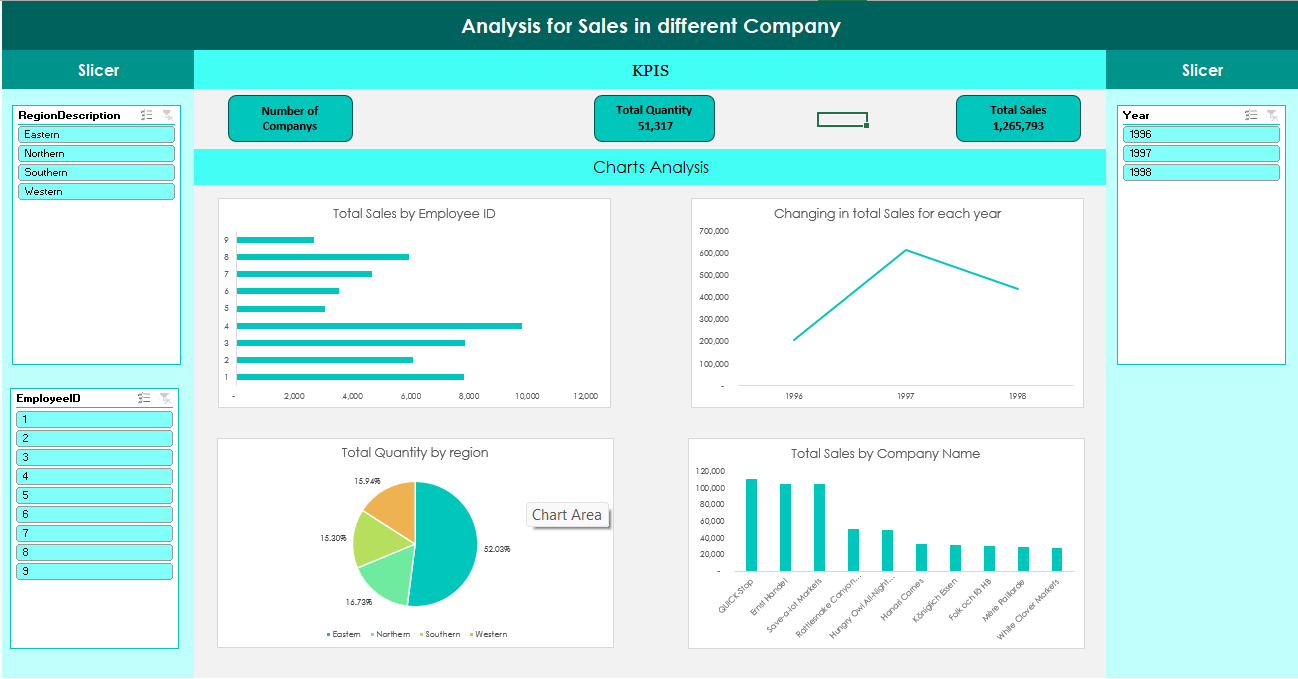 Analysis for Sales in different Company
Slicer
KPIS
Slicer
RegionDescription
Eastern
Northern
Southern
Western
EmployeeID
1
2
3
4
5
6
7
8
9
Number of
Companys
Total Quantity
51,317
Total Sales
1,265,793
Charts Analysis
Total Sales by Employee ID
9
8
7
6
5
4
3
2
1
- 2,000 4,000 6,000 8,000 10,000 12,000
Changing in total Sales for each year
700,000
600,000
500,000
400,000
300,000
200,000
100,000
-
1996 1997 1998
Total Quantity by region
15.94%
15.30%
52.03%
16.73%
Eastern Northern Southern Western
Chart Area
Total Sales by Company Name
120,000
100,000
80,000
60,000
40,000
20,000
-
QUICK-Stop
Ernst Handel
Save-a-lot Markets
Rattlesnake Canyon...
Hungry Owl All-Night...
Hanari Carnes
Königlich Essen
Folk och fä HB
Mère Paillarde
White Clover Markets
Year
1996
1997
1998